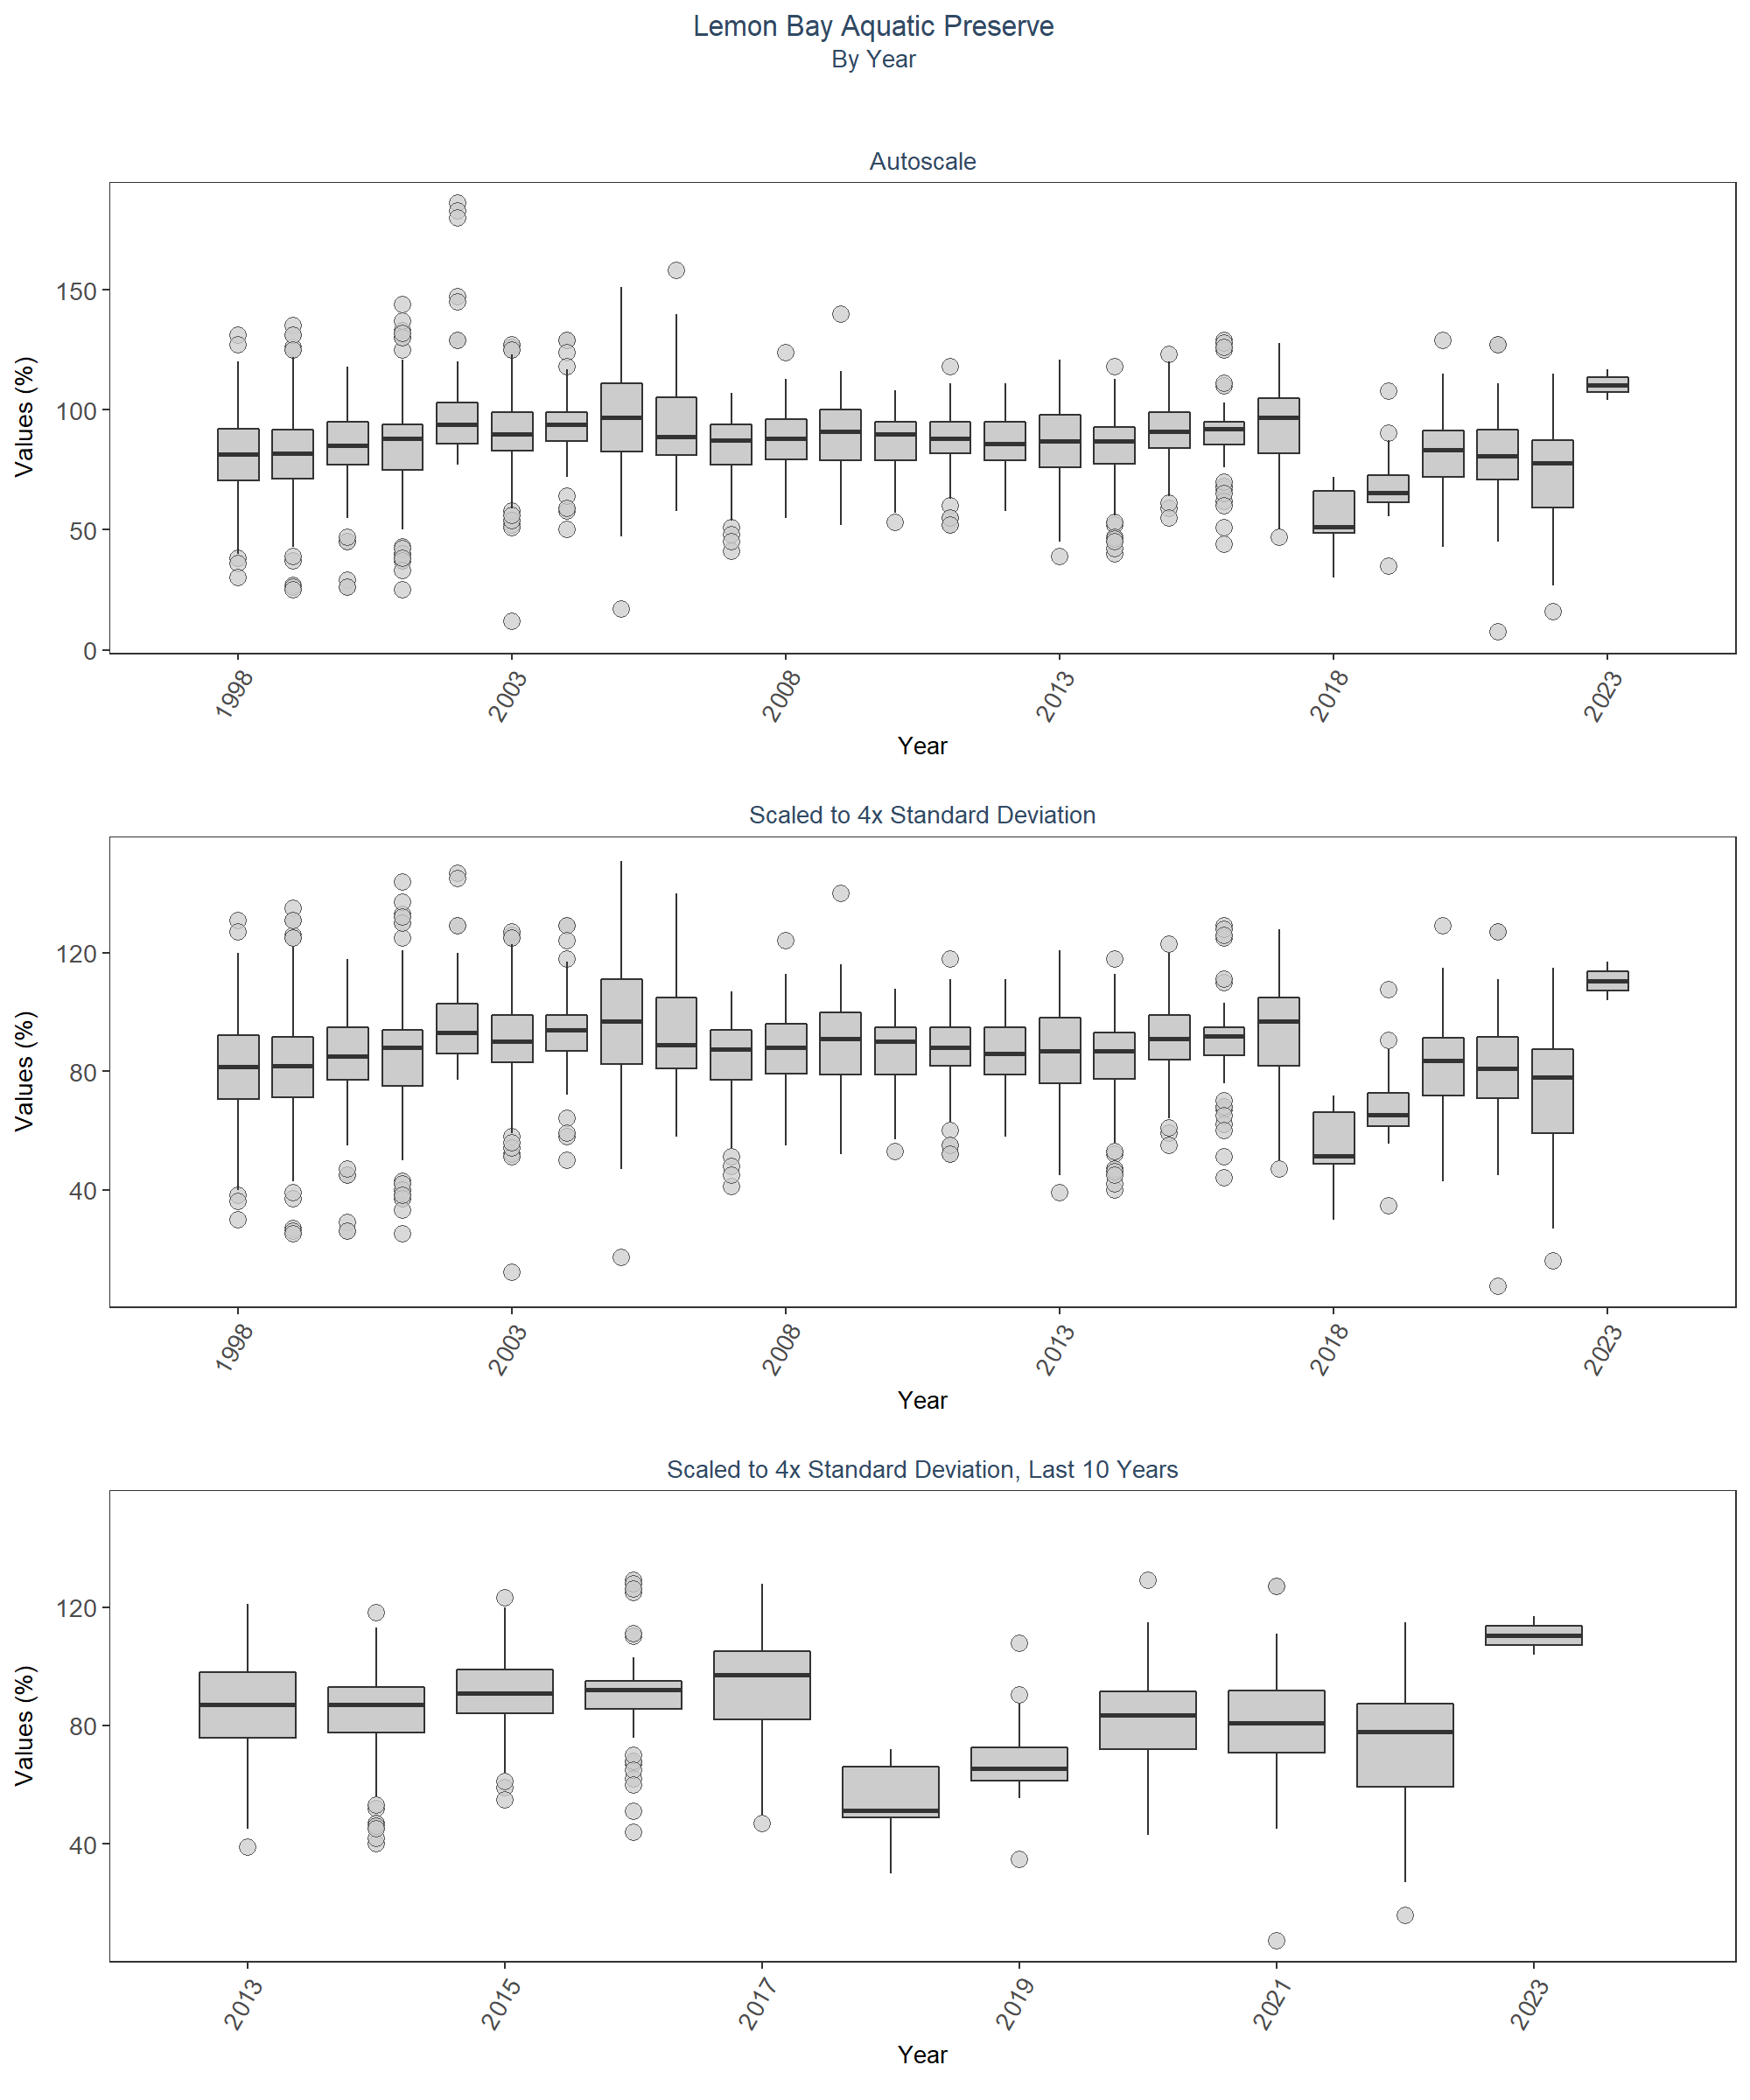 Lemon Bay Aquatic Preserve
By Year
Autoscale
Values (%)
150
100
50
0
1998 2003 2008 2013 2018 2023
Year
Scaled to 4x Standard Deviation
Values (%)
120
80
40
1998 2003 2008 2013 2018 2023
Year
Scaled to 4x Standard Deviation, Last 10 Years
Values (%)
120
80
40
2013 2015 2017 2019 2021 2023
Year